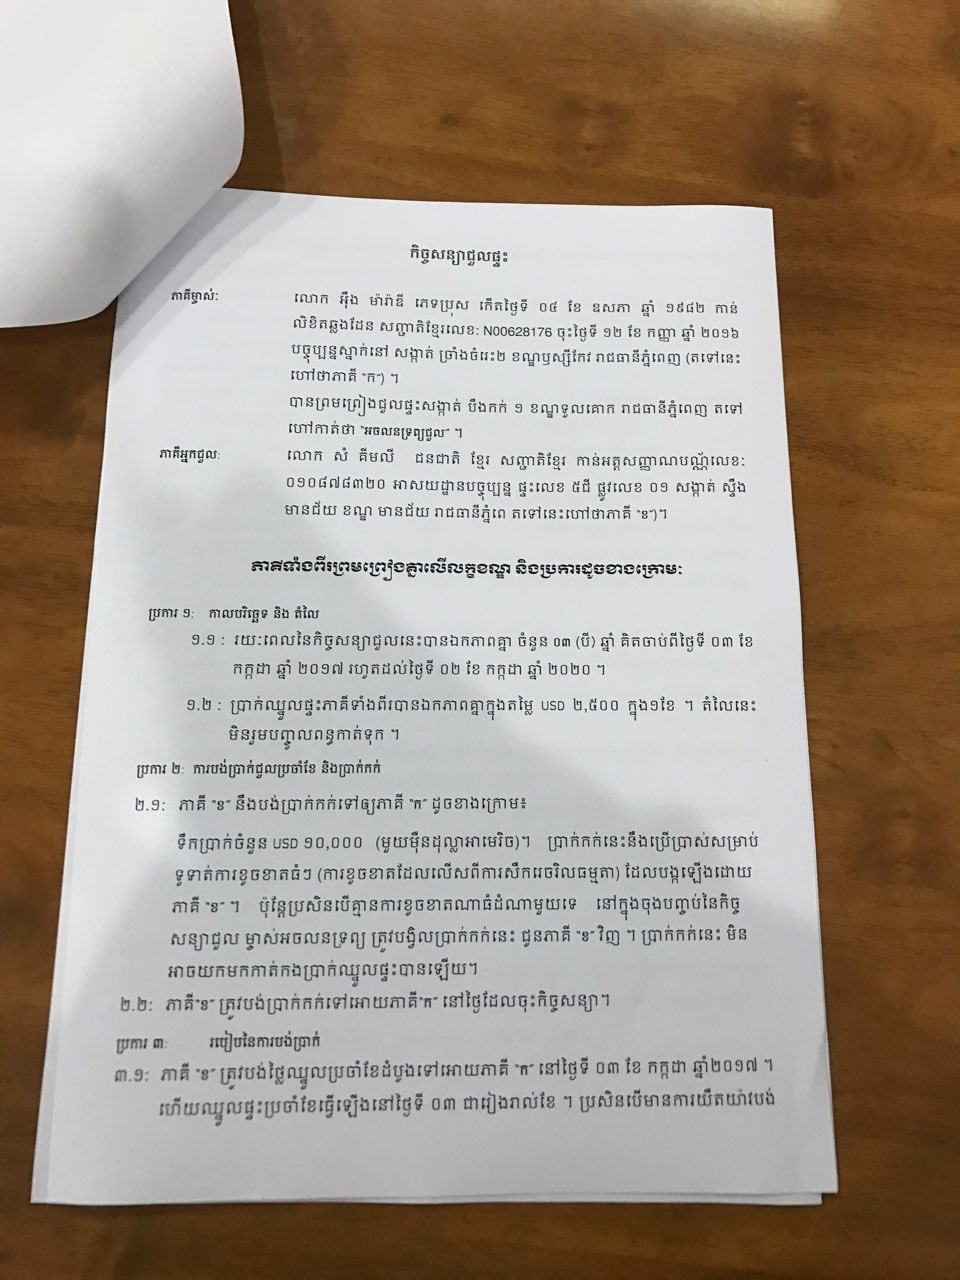 កិច្ចសន្យាជួលផ្ទះ
ភាគីម្ចាស់: លោក អ៊ឹង ម៉ារ៉ាឌី ភេទប្រុស កើតថ្ងៃទី ០៤ ខែ ឧសភា ឆ្នាំ ១៩៨២ កាន់
លិខិតឆ្លងដែន សញ្ជាតិខ្មែរលេខ: N00628176 ចុះថ្ងៃទី ១២ ខែ កញ្ញា ឆ្នាំ ២០១៦
បច្ចុប្បន្នស្នាក់នៅ សង្កាត់ ច្រាំងចំរេះ២ ខណ្ឌឫស្សីកែវ រាជធានីភ្នំពេញ (តទៅនេះ
ហៅថាភាគី "ក") ។
បានព្រមព្រៀងជួលផ្ទះសង្កាត់ បឹងកក់ ១ ខណ្ឌទួលគោក រាជធានីភ្នំពេញ តទៅ
ហៅកាត់ថា "អចលនទ្រព្យជួល" ។
ភាគីអ្នកជួល: លោក សំ គីមលី ជនជាតិ ខ្មែរ សញ្ជាតិខ្មែរ កាន់អត្តសញ្ញាណបណ្ណ័លេខ:
០១០៨៧៨៣២០ អាសយដ្ឋានបច្ចុប្បន្ន ផ្ទះលេខ ៥ជី ផ្លូវលេខ ០១ សង្កាត់ ស្ទឹង
មានជ័យ ខណ្ឌ មានជ័យ រាជធានីភ្នំពេ តទៅនេះហៅថាភាគី "ខ")។
ភាគីទាំងពីរព្រមព្រៀងគ្នាលើលក្ខខណ្ឌ និងប្រការដូចខាងក្រោម:
ប្រការ ១: កាលបរិច្ឆេទ និង តំលៃ
១.១ : រយ:ពេលនៃកិច្ចសន្យាជួលនេះបានឯកភាពគ្នា ចំនួន ០៣ (បី) ឆ្នាំ គិតចាប់ពីថ្ងៃទី ០៣ ខែ
កក្កដា ឆ្នាំ ២០១៧ រហូតដល់ថ្ងៃទី ០២ ខែ កក្កដា ឆ្នាំ ២០២០ ។
១.២ : ប្រាក់ឈ្នួលផ្ទះភាគីទាំងពីរបានឯកភាពគ្នាក្នុងតម្លៃ USD ២,៥០០ ក្នុង១ខែ ។ តំលៃនេះ
មិនរួមបញ្ចូលពន្ធកាត់ទុក ។
ប្រការ ២: ការបង់ប្រាក់ជួលប្រចាំខែ និងប្រាក់កក់
២.១: ភាគី "ខ" នឹងបង់ប្រាក់កក់ទៅឲ្យភាគី "ក" ដូចខាងក្រោម៖
ទឹកប្រាក់ចំនួន USD ១០,០០០ (មួយម៉ឺនដុល្លាអាមេរិច)។ ប្រាក់កក់នេះនឹងប្រើប្រាស់សម្រាប់
ទូទាត់ការខូចខាតធំៗ (ការខូចខាតដែលលើសពីការសឹករេចរិលធម្មតា) ដែលបង្កឡើងដោយ
ភាគី "ខ" ។ ប៉ុន្តែប្រសិនបើគ្មានការខូចខាតណាធំដំណាមួយទេ នៅក្នុងចុងបញ្ចប់នៃកិច្ច
សន្យាជួល ម្ចាស់អចលនទ្រព្យ ត្រូវបង្វិលប្រាក់កក់នេះ ជូនភាគី "ខ" វិញ ។ ប្រាក់កក់នេះ មិន
អាចយកមកកាត់កងប្រាក់ឈ្នួលផ្ទះបានឡើយ។
២.២: ភាគី"ខ" ត្រូវបង់ប្រាក់កក់ទៅអោយភាគី"ក" នៅថ្ងៃដែលចុះកិច្ចសន្យា។
ប្រការ ៣: របៀបនៃការបង់ប្រាក់
៣.១: ភាគី "ខ" ត្រូវបង់ថ្លៃឈ្នួលប្រចាំខែដំបូងទៅអោយភាគី "ក" នៅថ្ងៃទី ០៣ ខែ កក្កដា ឆ្នាំ២០១៧ ។
ហើយឈ្នួលផ្ទះប្រចាំខែធ្វើឡើងនៅថ្ងៃទី ០៣ ជារៀងរាល់ខែ ។ ប្រសិនបើមានការយឺតយ៉ាវបង់